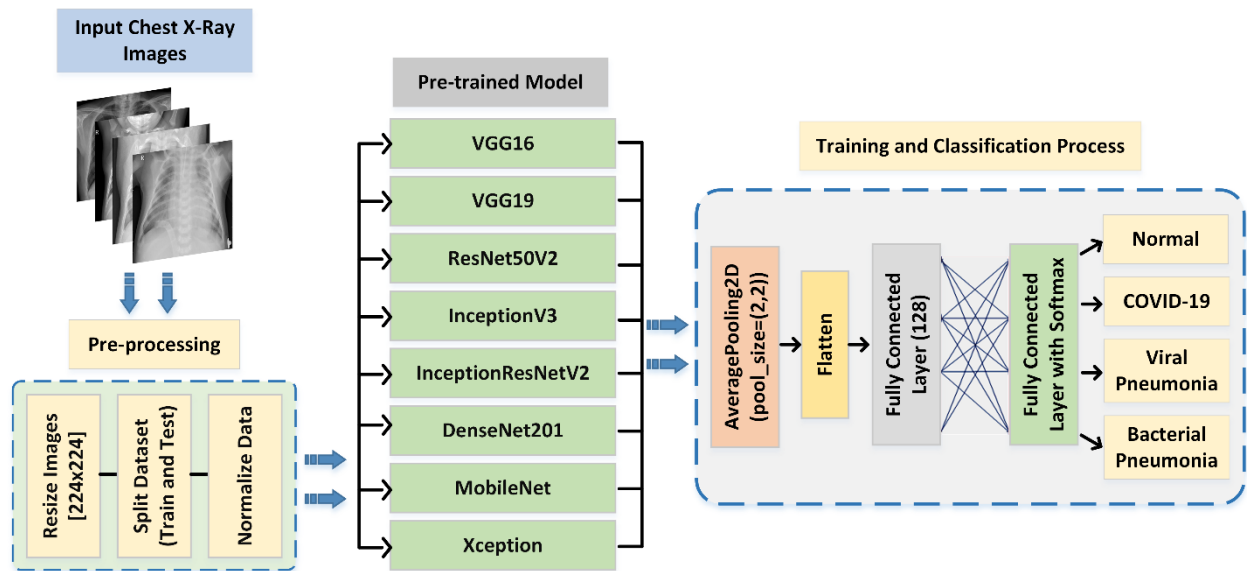 Input Chest X-Ray
Images
Pre-processing
Resize Images
[224x224]
Split Dataset
(Train and Test)
Normalize Data
Pre-trained Model
VGG16
VGG19
ResNet50V2
InceptionV3
InceptionResNetV2
DenseNet201
MobileNet
Xception
Training and Classification Process
AveragePooling2D
(pool_size=(2,2))
Flatten
Fully Connected
Layer (128)
Fully Connected
Layer with Softmax
Normal
COVID-19
Viral
Pneumonia
Bacterial
Pneumonia